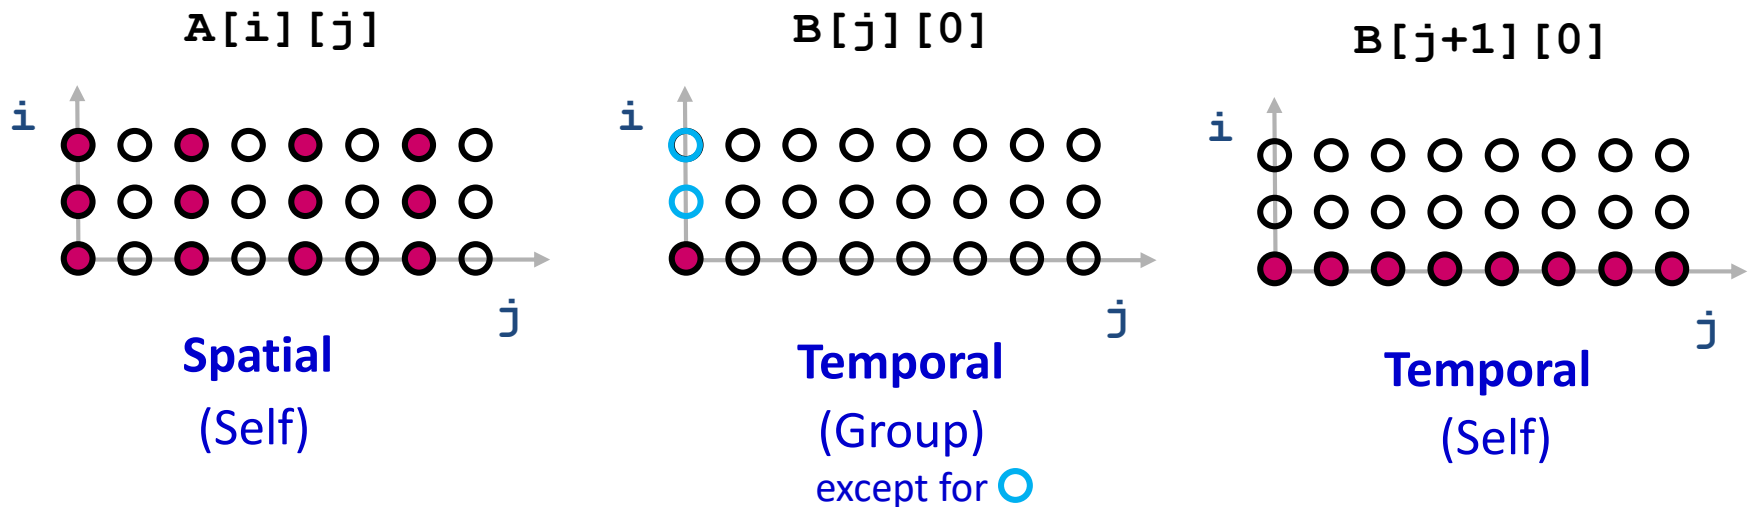 A[i][j]
i
j
Spatial
(Self)
B[j][0]
i
j
Temporal
(Group)
except for
B[j+1][0]
i
j
Temporal
(Self)